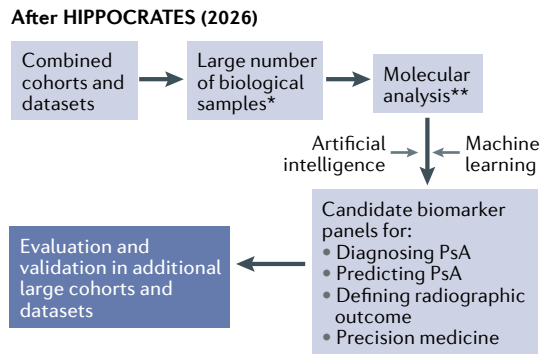 After HIPPOCRATES (2026)
Combined
cohorts and
datasets
Large number
of biological
samples*
Molecular
analysis**
Artificial
intelligence
Machine
learning
Candidate biomarker
panels for:
• Diagnosing PsA
• Predicting PsA
• Defining radiographic
outcome
• Precision medicine
Evaluation and
validation in additional
large cohorts and
datasets